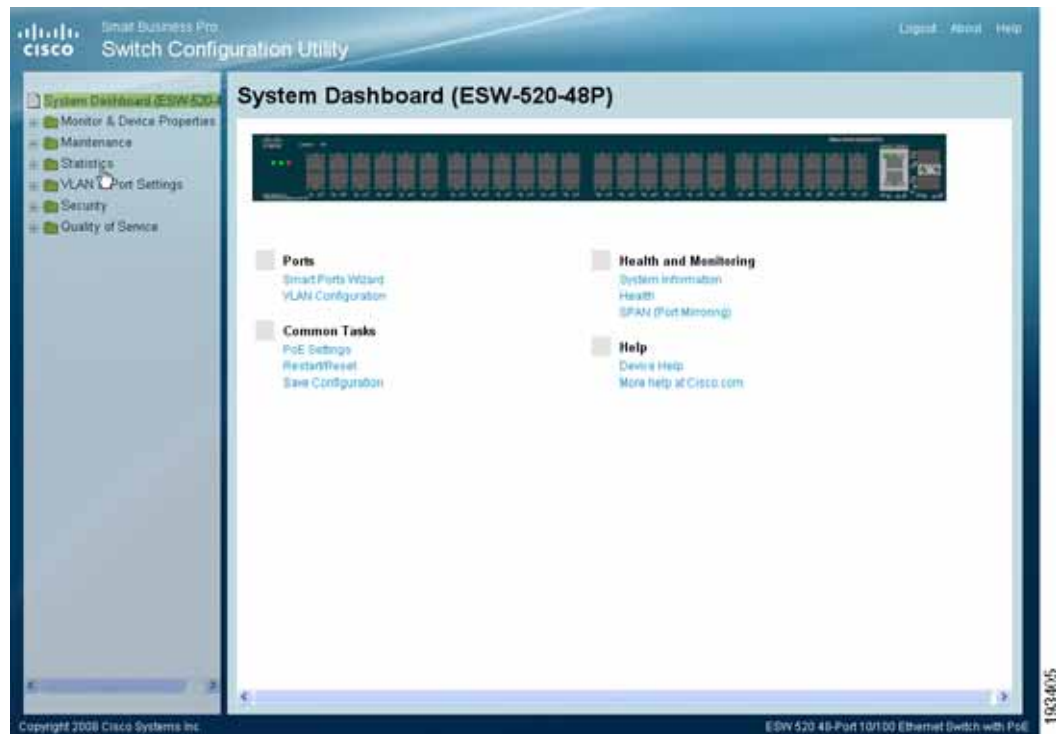 CISCO
Small Business Pro
Switch Configuration Utility
Logout About Help
System Dashboard (ESW-520-4
Monitor & Device Properties
Maintenance
Statistics
VLAN Port Settings
Security
Quality of Service
System Dashboard (ESW-520-48P)
Ports
Smart Ports Wizard
VLAN Configuration
Common Tasks
PoE Settings
Restart/Reset
Save Configuration
Health and Monitoring
System Information
Health
SPAN (Port Mirroring)
Help
Device Help
More help at Cisco.com
Copyright 2008 Cisco Systems Inc
ESW 520 48-Port 10/100 Ethernet Switch with PoE
193405